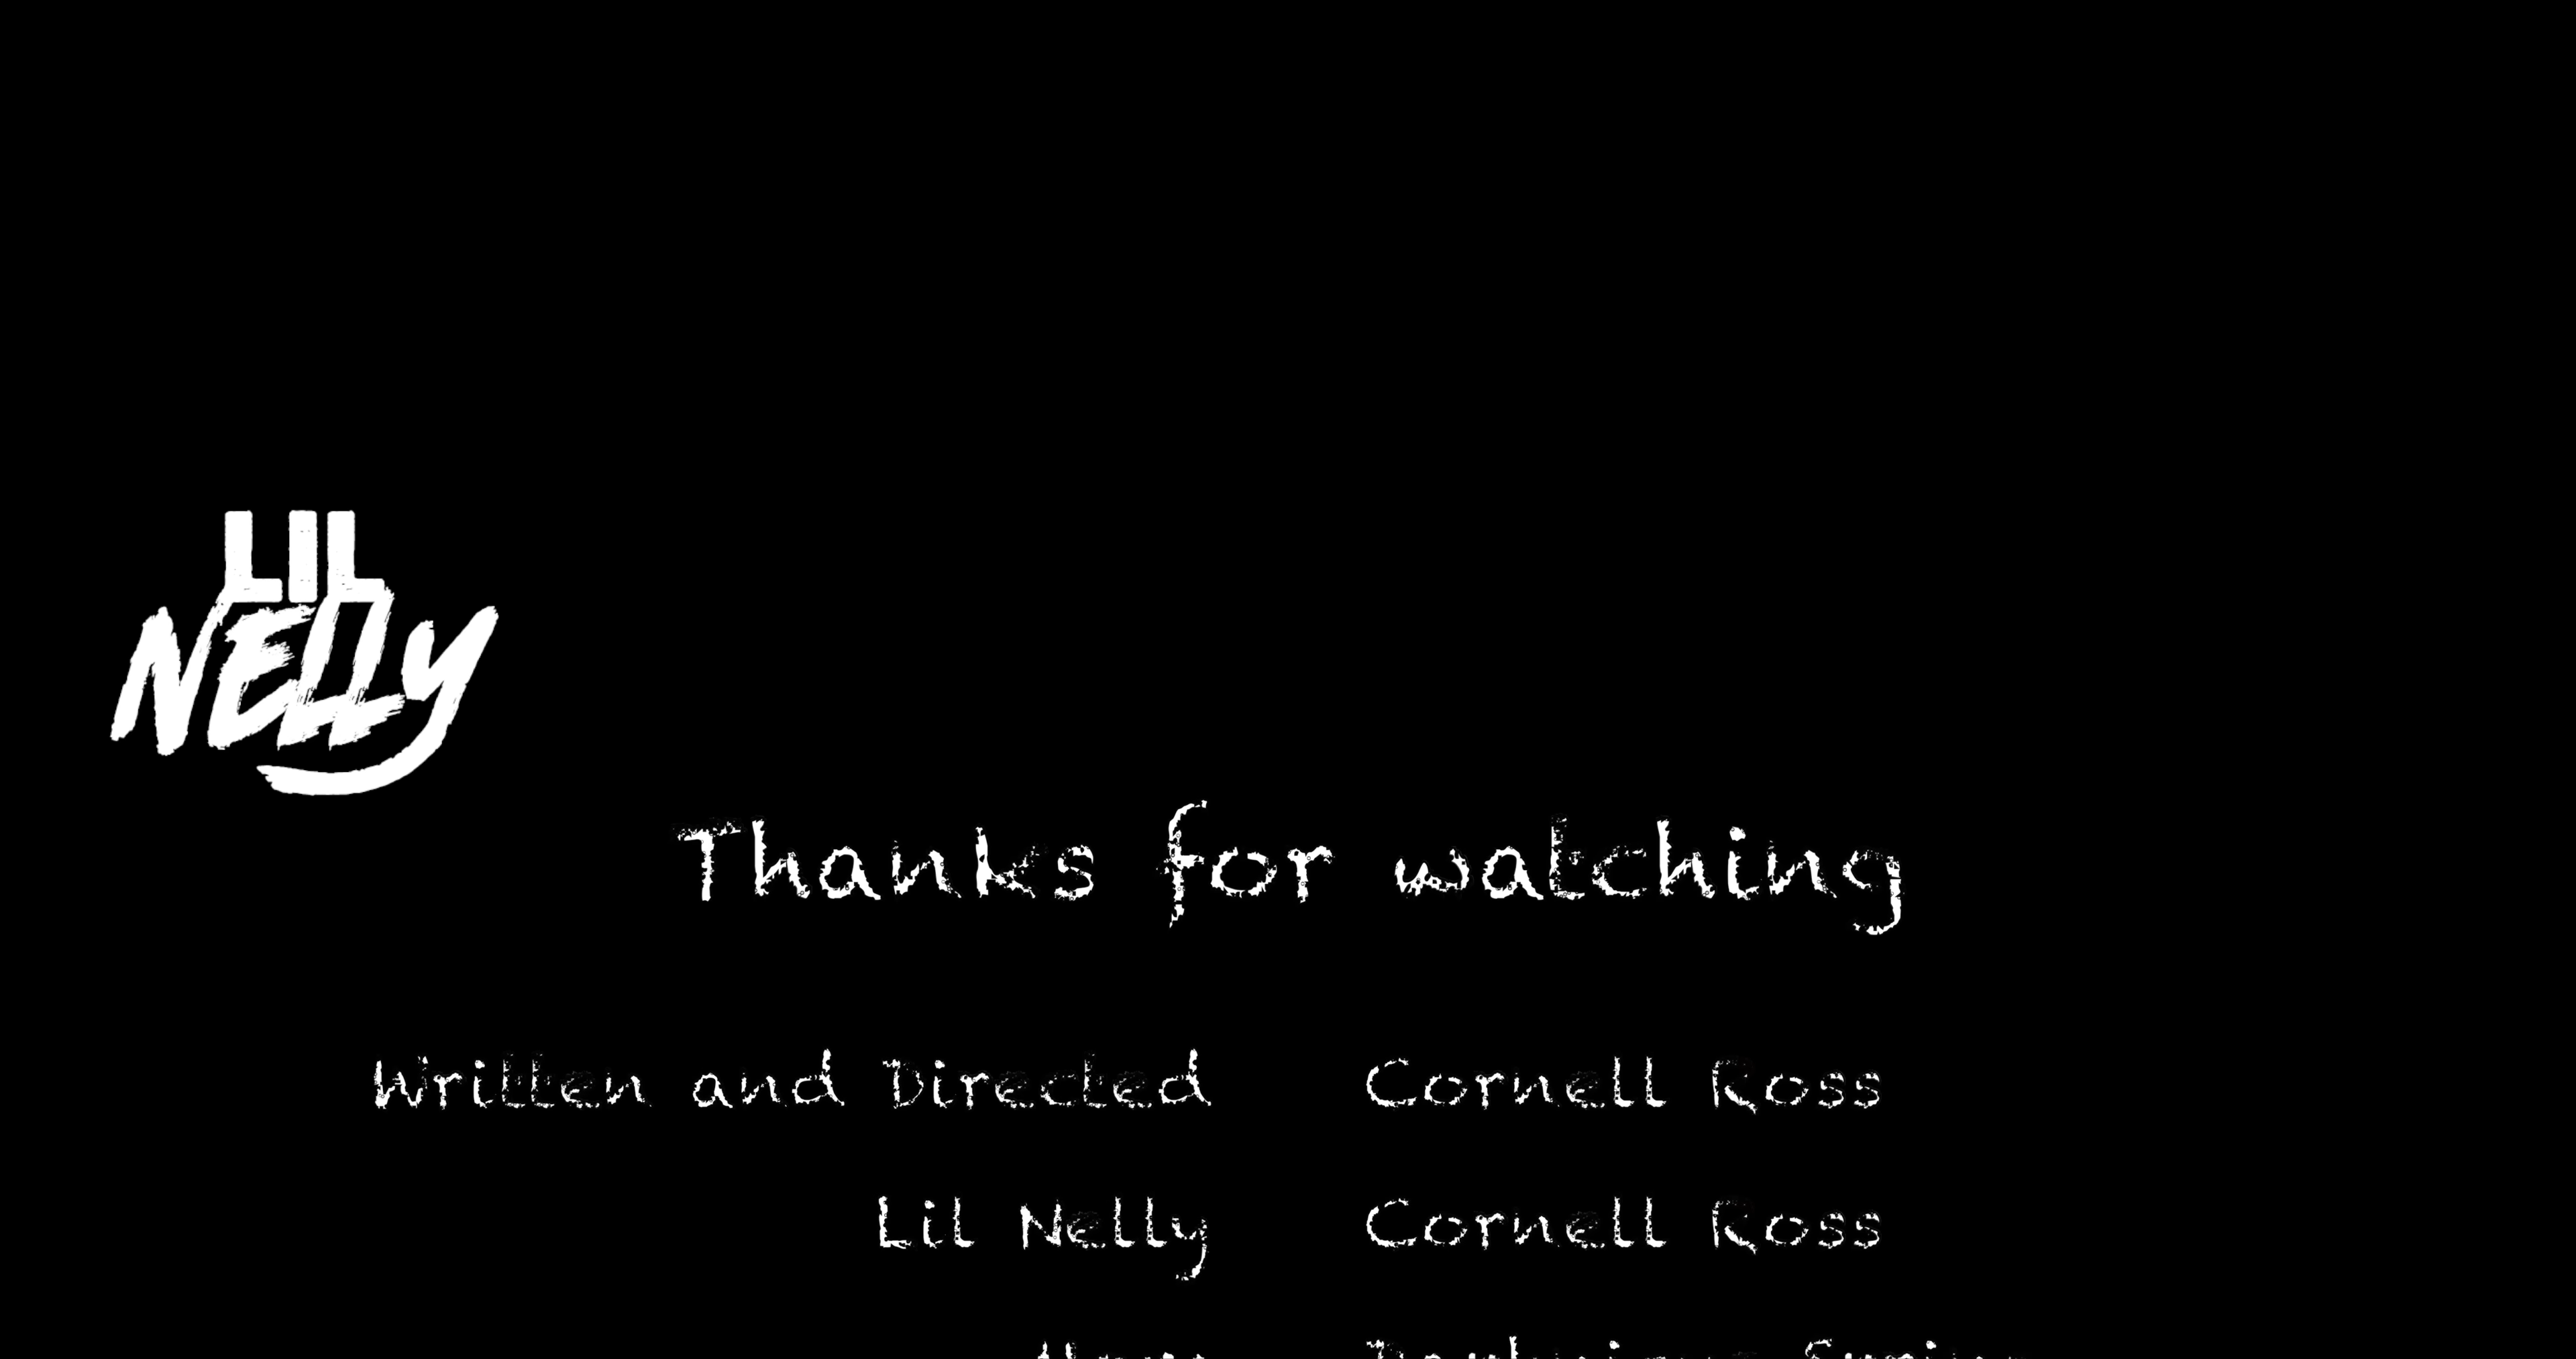 LIL
NELLY
Thanks for watching
Written and Directed Cornell Ross
Lil Nelly Cornell Ross